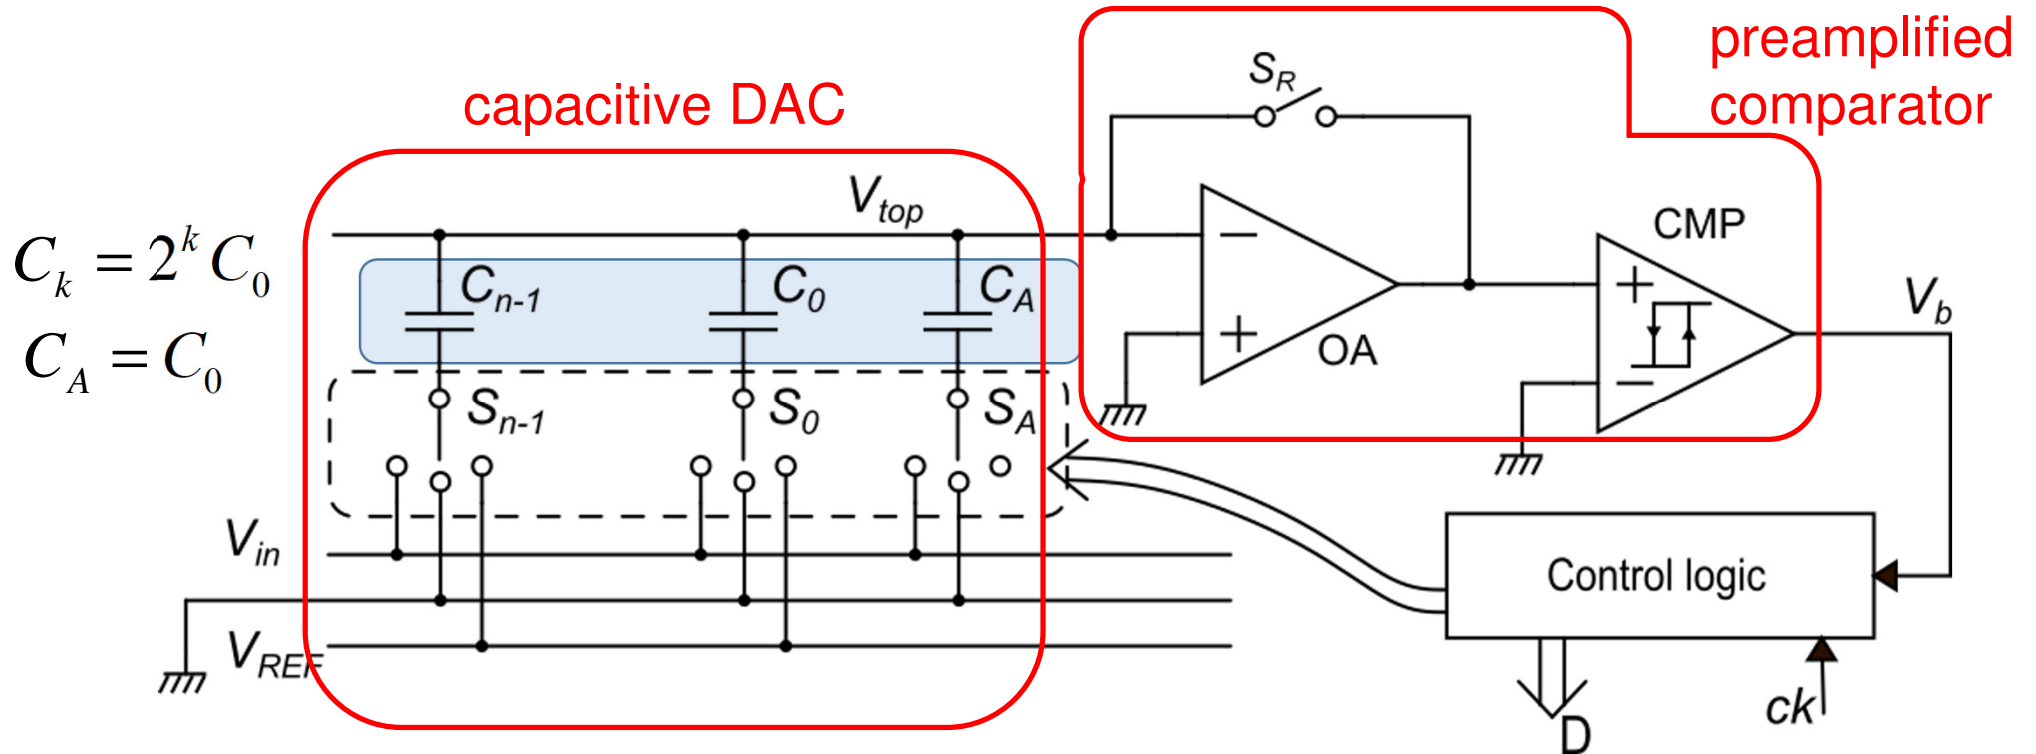 preamplified
comparator
capacitive DAC
S_R
V_top
C_k = 2^k C_0
C_A = C_0
C_n-1
C_0
C_A
−
+
OA
CMP
+
−
V_b
S_n-1
S_0
S_A
V_in
V_REF
Control logic
ck
D